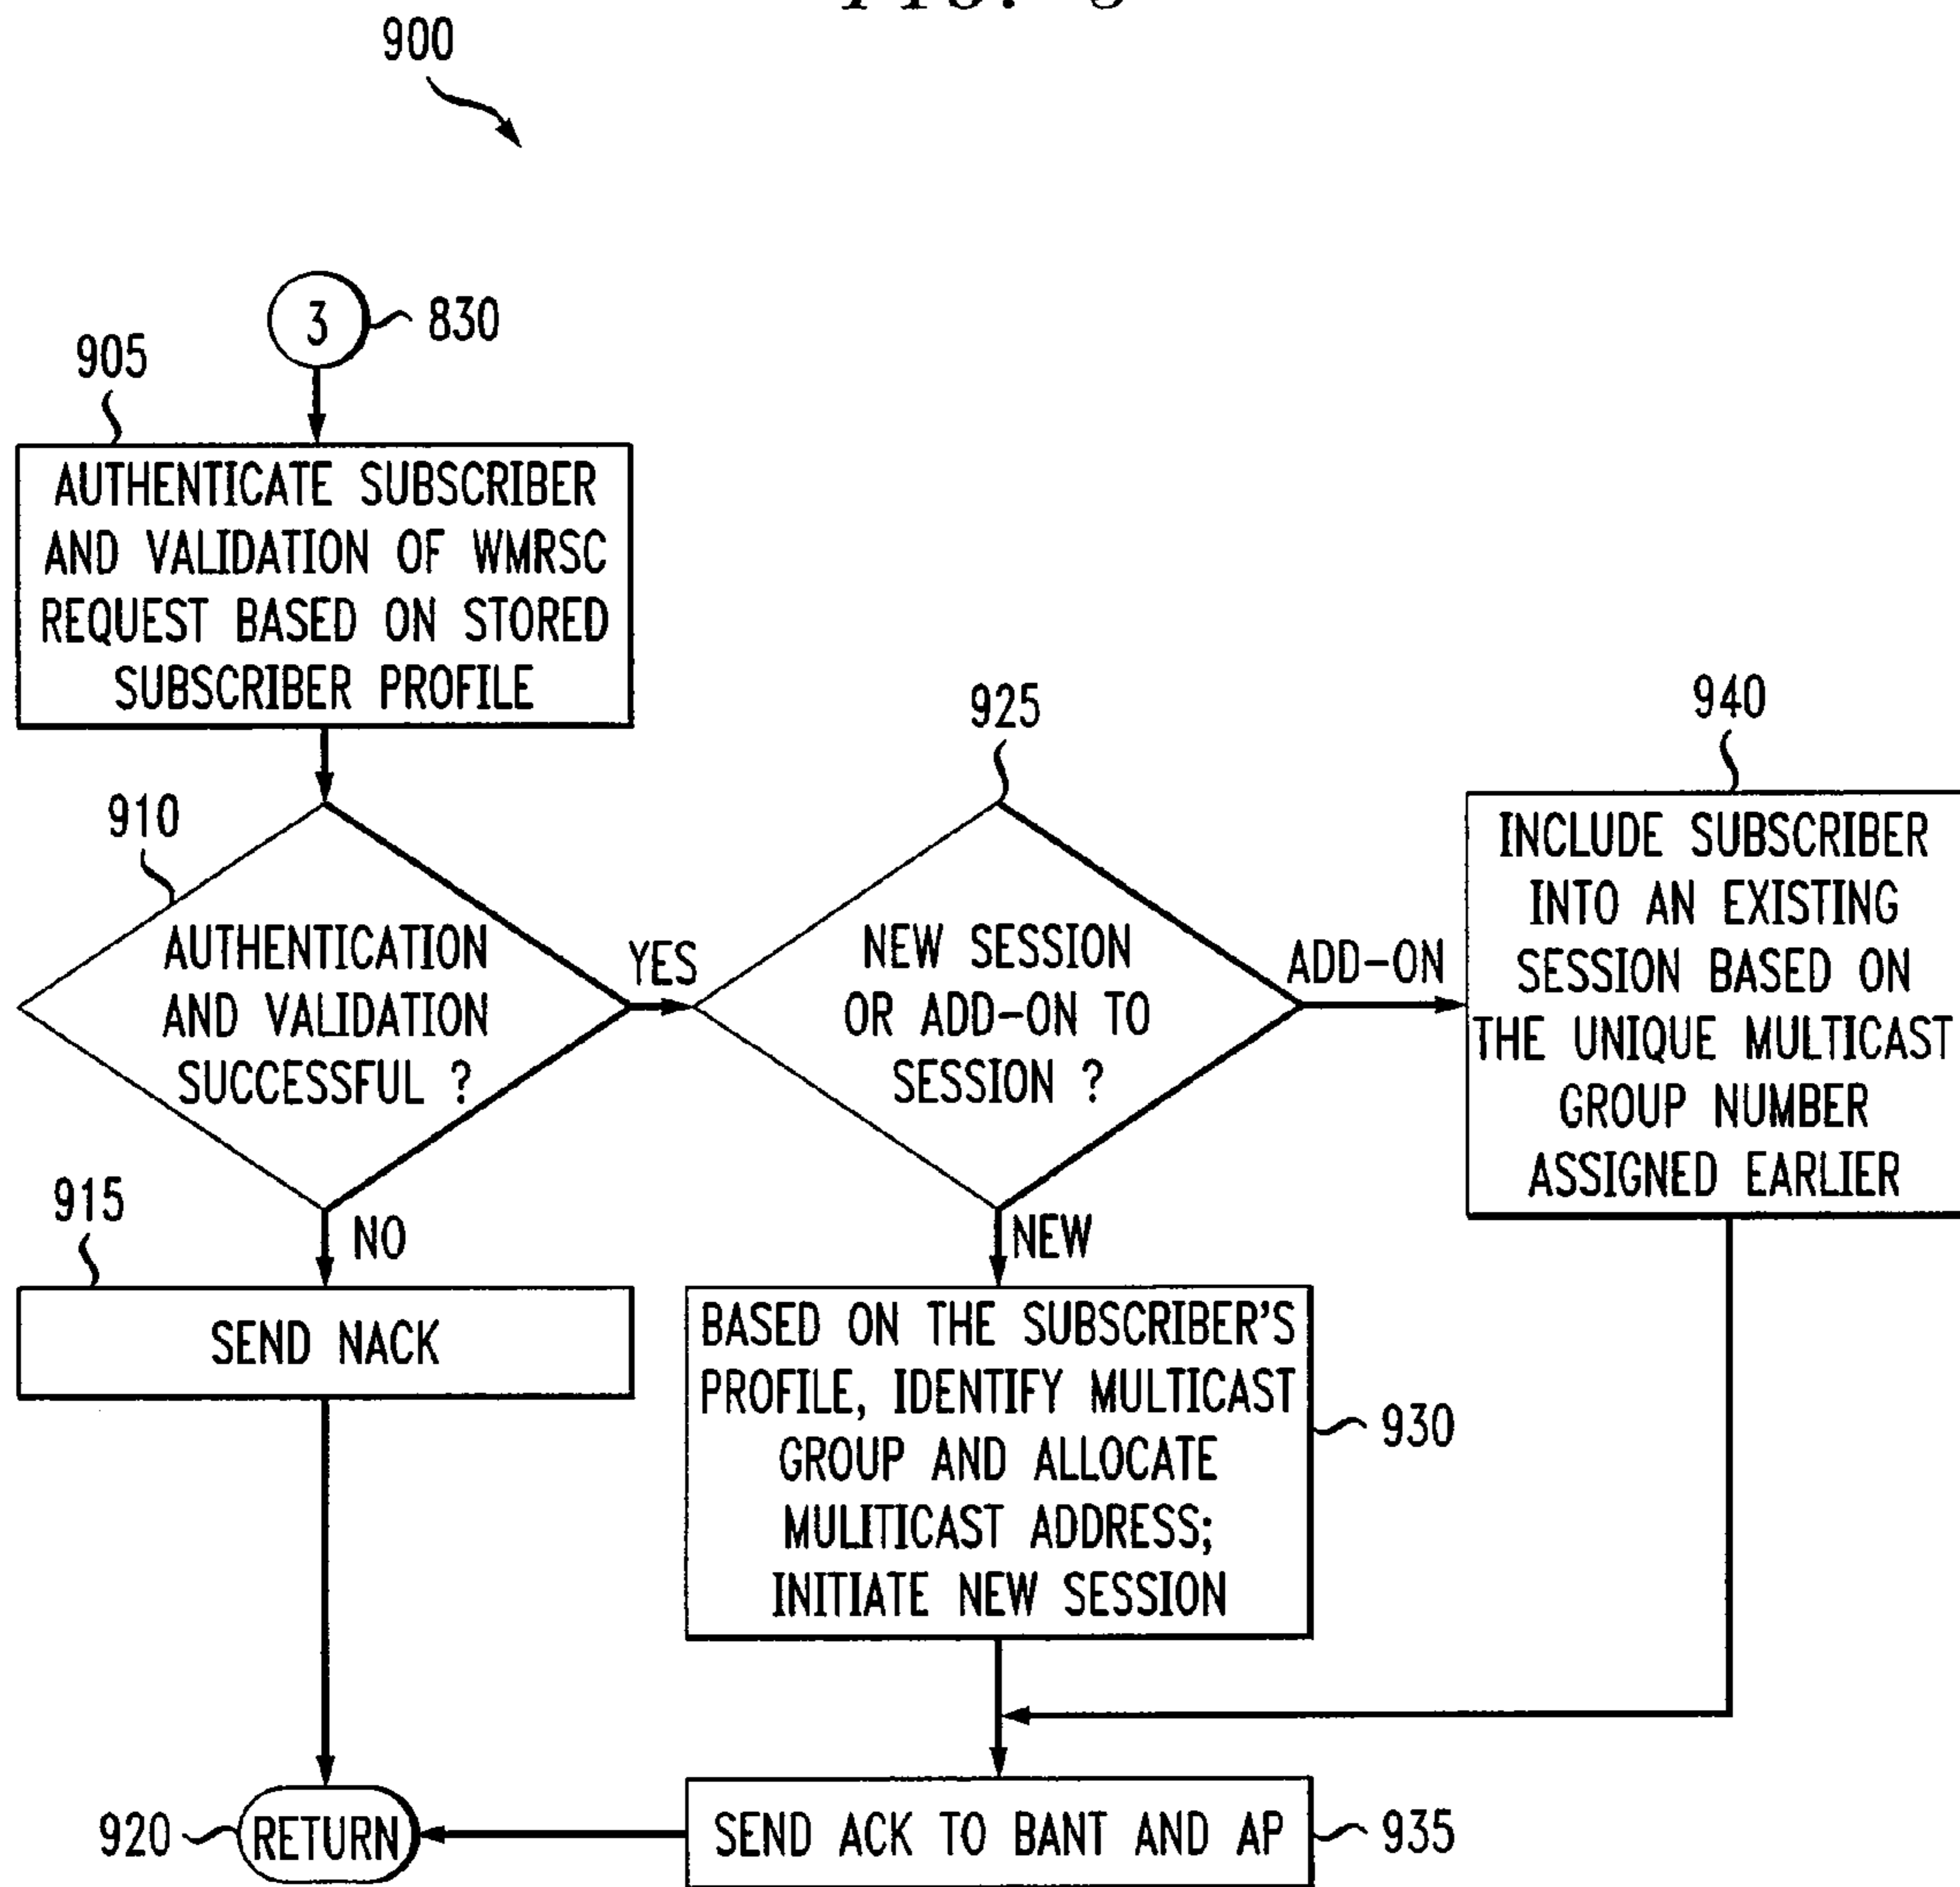 900
3
830
905
AUTHENTICATE SUBSCRIBER
AND VALIDATION OF WMRSC
REQUEST BASED ON STORED
SUBSCRIBER PROFILE
910
AUTHENTICATION
AND VALIDATION
SUCCESSFUL ?
YES
NO
925
NEW SESSION
OR ADD-ON TO
SESSION ?
ADD-ON
NEW
940
INCLUDE SUBSCRIBER
INTO AN EXISTING
SESSION BASED ON
THE UNIQUE MULTICAST
GROUP NUMBER
ASSIGNED EARLIER
915
SEND NACK
BASED ON THE SUBSCRIBER'S
PROFILE, IDENTIFY MULTICAST
GROUP AND ALLOCATE
MULITICAST ADDRESS;
INITIATE NEW SESSION
930
920
RETURN
SEND ACK TO BANT AND AP
935